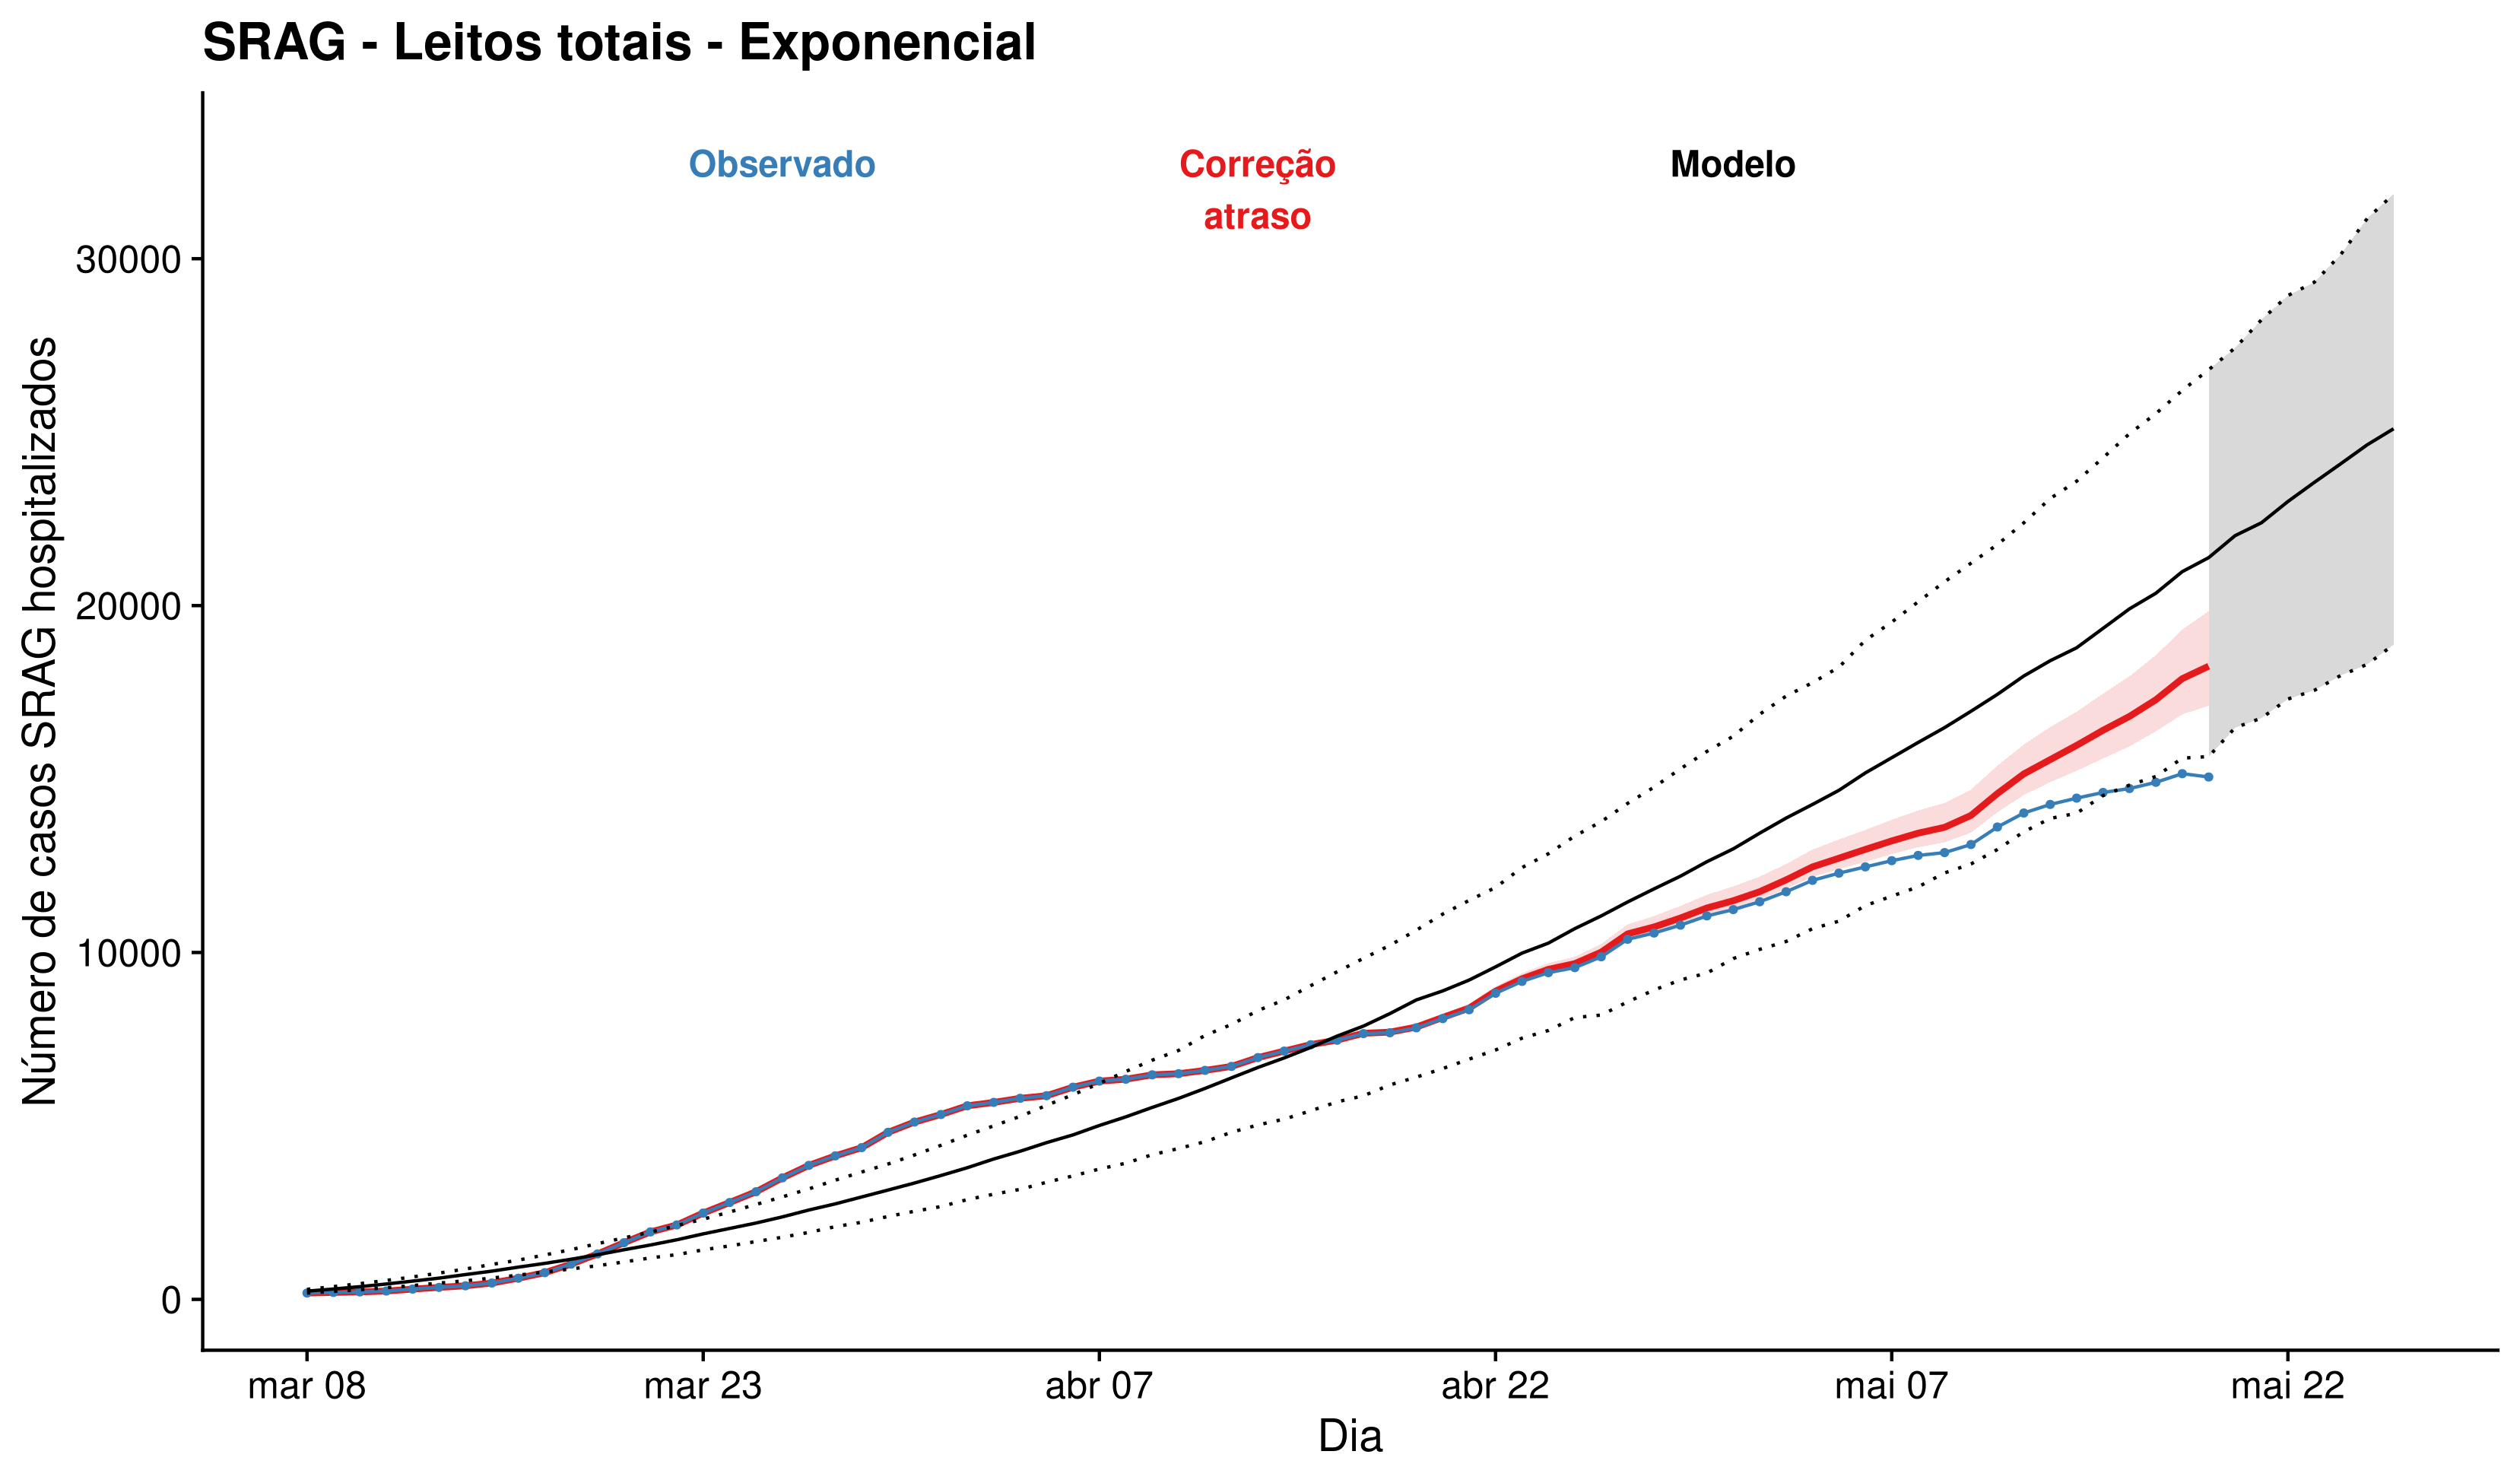 SRAG - Leitos totais - Exponencial
Observado
Correção
atraso
Modelo
Número de casos SRAG hospitalizados
30000
20000
10000
0
mar 08
mar 23
abr 07
abr 22
mai 07
mai 22
Dia